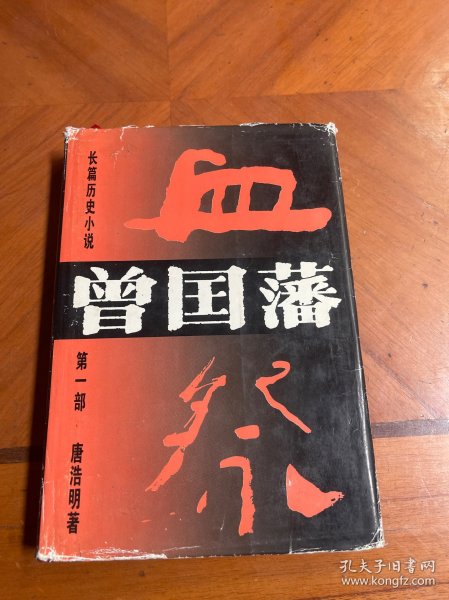 长篇历史小说
血祭
曾国藩
第一部
唐浩明著
孔夫子旧书网
www.kongfz.com